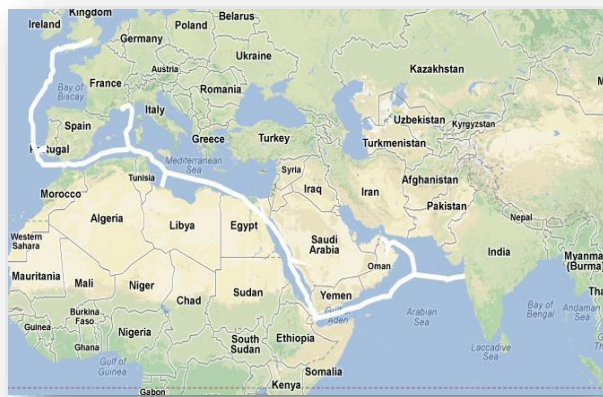 Kingdom
Ireland
Poland
Belarus
Germany
Ukraine
Kazakhstan
Austria
France
Bay of
Biscay
Romania
Italy
Uzbekistan
Kyrgyzstan
Spain
Greece
Turkey
Turkmenistan
Portugal
Mediterranean
Sea
Syria
Tunisia
Iraq
Iran
Afghanistan
Morocco
Pakistan
Nepal
Algeria
Libya
Egypt
Western
Sahara
Saudi
Arabia
Oman
India
Myanma
(Burma)
Mauritania
Mali
Niger
Chad
Sudan
Yemen
Arabian
Sea
Bay of
Bengal
Andaman
Sea
Tha
Burkina
Faso
Guinea
Nigeria
Ghana
South
Sudan
Ethiopia
Aden
Gulf of
Guinea
Somalia
Laccadive
Sea
Kenya
Gabon